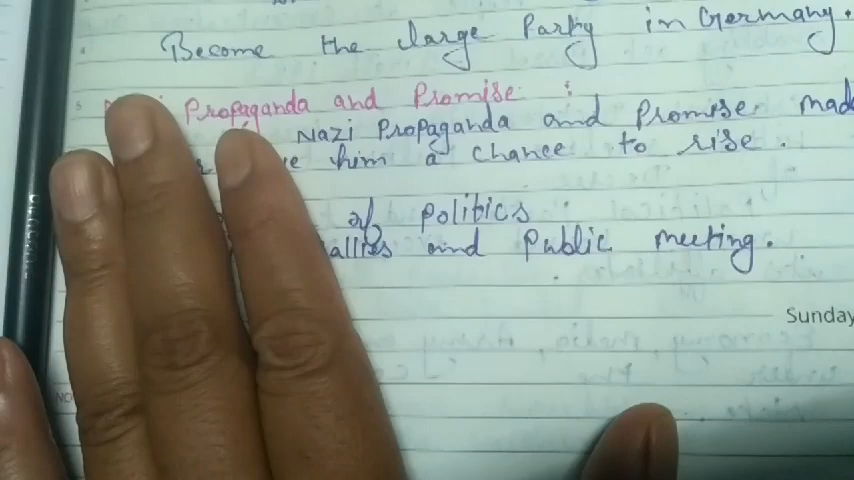 Become the large Party in Germany.
Propaganda and Promise :
Nazi Propaganda and Promise made
him a chance to rise.
of Politics
and Public meeting.
Sunday